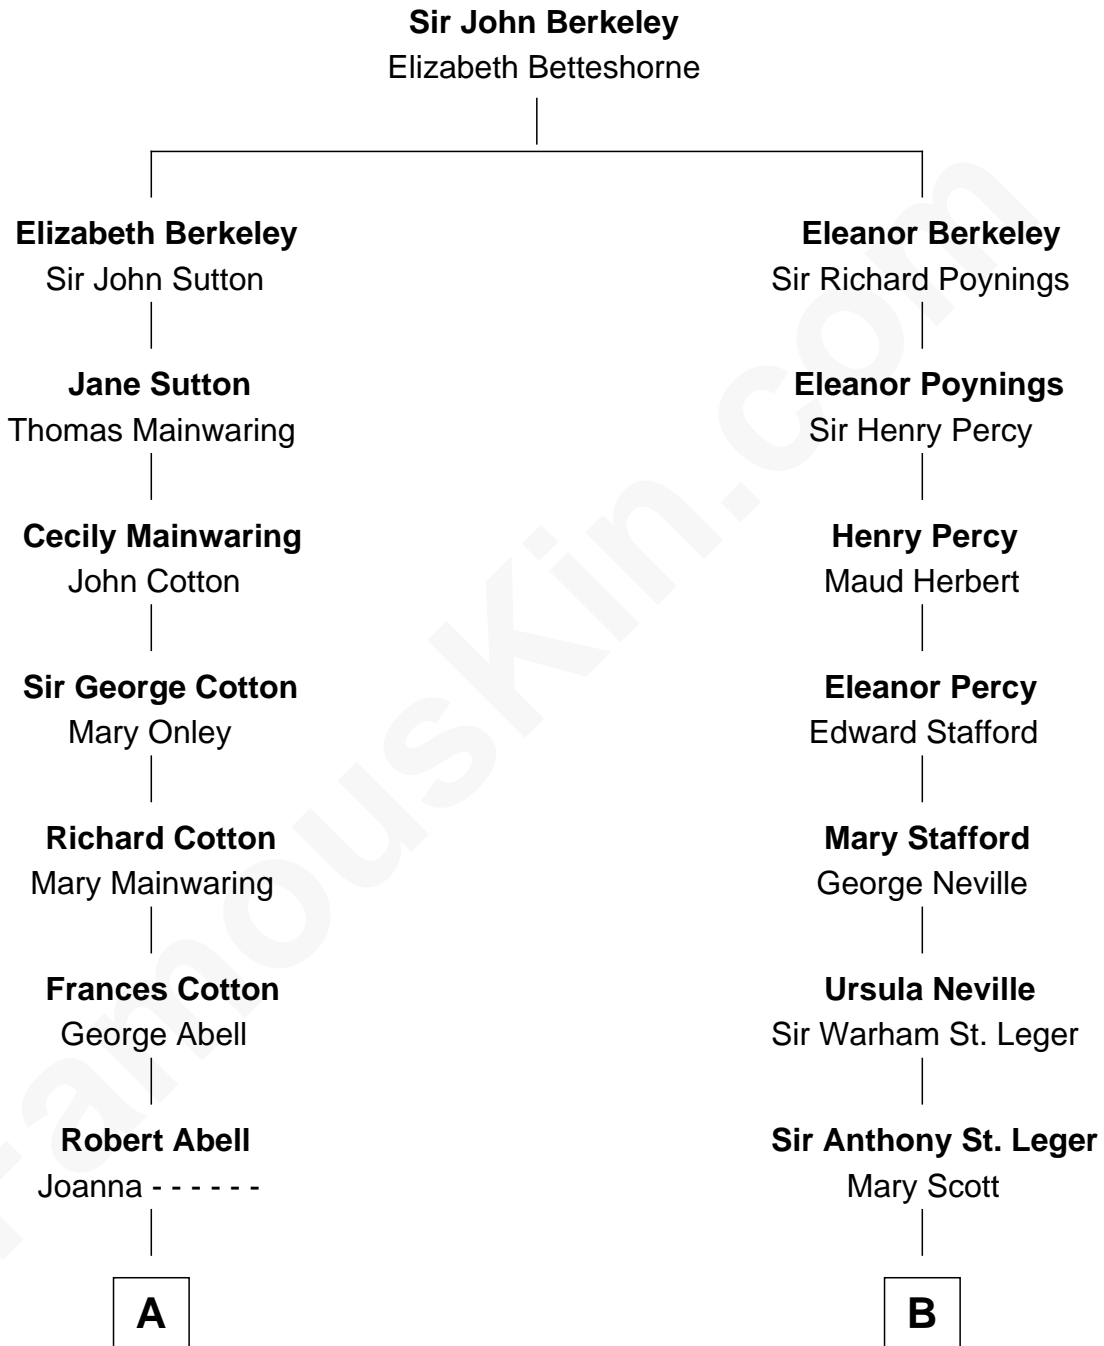 Sir John Berkeley
Elizabeth Betteshorne
Elizabeth Berkeley
Sir John Sutton
Eleanor Berkeley
Sir Richard Poynings
Jane Sutton
Thomas Mainwaring
Eleanor Poynings
Sir Henry Percy
Cecily Mainwaring
John Cotton
Henry Percy
Maud Herbert
Sir George Cotton
Mary Onley
Eleanor Percy
Edward Stafford
Richard Cotton
Mary Mainwaring
Mary Stafford
George Neville
Frances Cotton
George Abell
Ursula Neville
Sir Warham St. Leger
Robert Abell
Joanna - - - - - -
Sir Anthony St. Leger
Mary Scott
A
B
FamousKin.com